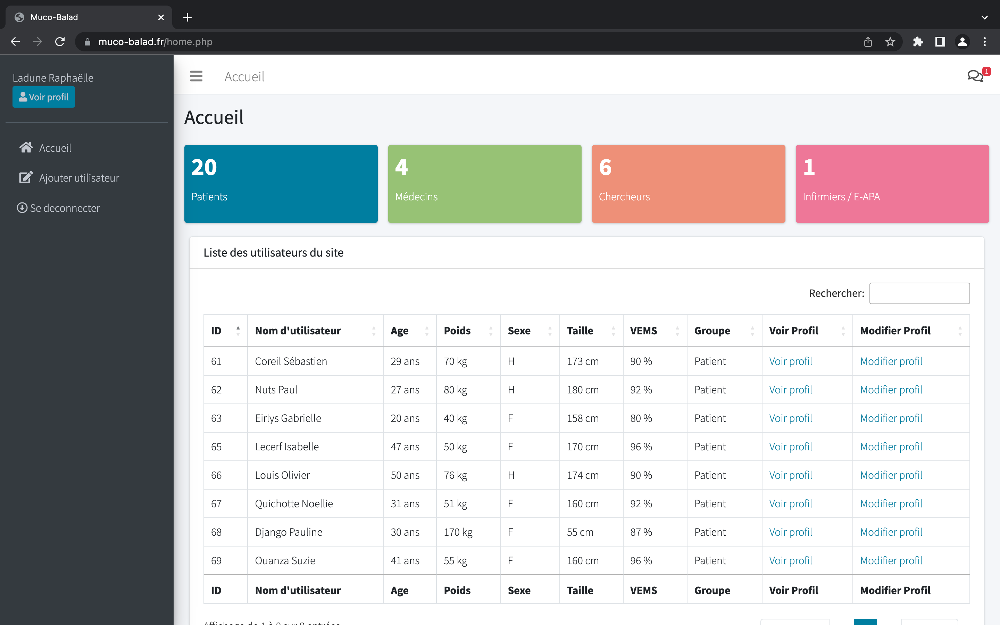 Muco-Balad
muco-balad.fr/home.php
Ladune Raphaëlle
Voir profil
Accueil
Ajouter utilisateur
Se deconnecter
Accueil
1
Accueil
20
Patients
4
Médecins
6
Chercheurs
1
Infirmiers / E-APA
Liste des utilisateurs du site
Rechercher:
ID Nom d'utilisateur Age Poids Sexe Taille VEMS Groupe Voir Profil Modifier Profil
61 Coreil Sébastien 29 ans 70 kg H 173 cm 90 % Patient Voir profil Modifier profil
62 Nuts Paul 27 ans 80 kg H 180 cm 92 % Patient Voir profil Modifier profil
63 Eirlys Gabrielle 20 ans 40 kg F 158 cm 80 % Patient Voir profil Modifier profil
65 Lecerf Isabelle 47 ans 50 kg F 170 cm 96 % Patient Voir profil Modifier profil
66 Louis Olivier 50 ans 76 kg H 174 cm 90 % Patient Voir profil Modifier profil
67 Quichotte Noellie 31 ans 51 kg F 160 cm 92 % Patient Voir profil Modifier profil
68 Django Pauline 30 ans 170 kg F 55 cm 87 % Patient Voir profil Modifier profil
69 Ouanza Suzie 41 ans 55 kg F 160 cm 96 % Patient Voir profil Modifier profil
ID Nom d'utilisateur Age Poids Sexe Taille VEMS Groupe Voir Profil Modifier Profil
Affichage de 1 à 8 sur 8 entrées